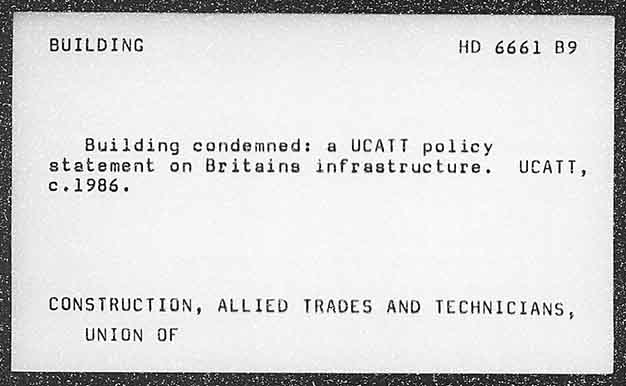 BUILDING HD 6661 B9
Building condemned: a UCATT policy
statement on Britains infrastructure. UCATT,
c.1986.
CONSTRUCTION, ALLIED TRADES AND TECHNICIANS,
UNION OF